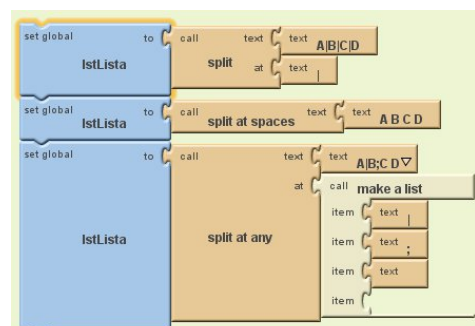 set global to call text text A|B|C|D
lstLista split
at text |
set global to call text text A B C D
lstLista split at spaces
set global to call text text A|B;C D
at call make a list
item text |
lstLista split at any item text ;
item text
item